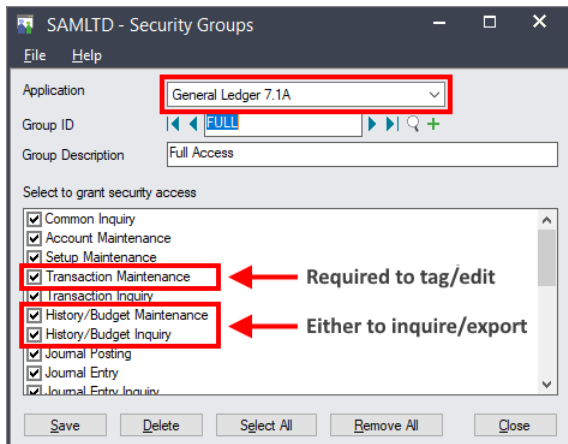 SAMLTD - Security Groups
File Help
Application General Ledger 7.1A
Group ID FULL
Group Description Full Access
Select to grant security access
Common Inquiry
Account Maintenance
Setup Maintenance
Transaction Maintenance Required to tag/edit
Transaction Inquiry
History/Budget Maintenance
History/Budget Inquiry Either to inquire/export
Journal Posting
Journal Entry
Journal Entry Inquiry
Save Delete Select All Remove All Close